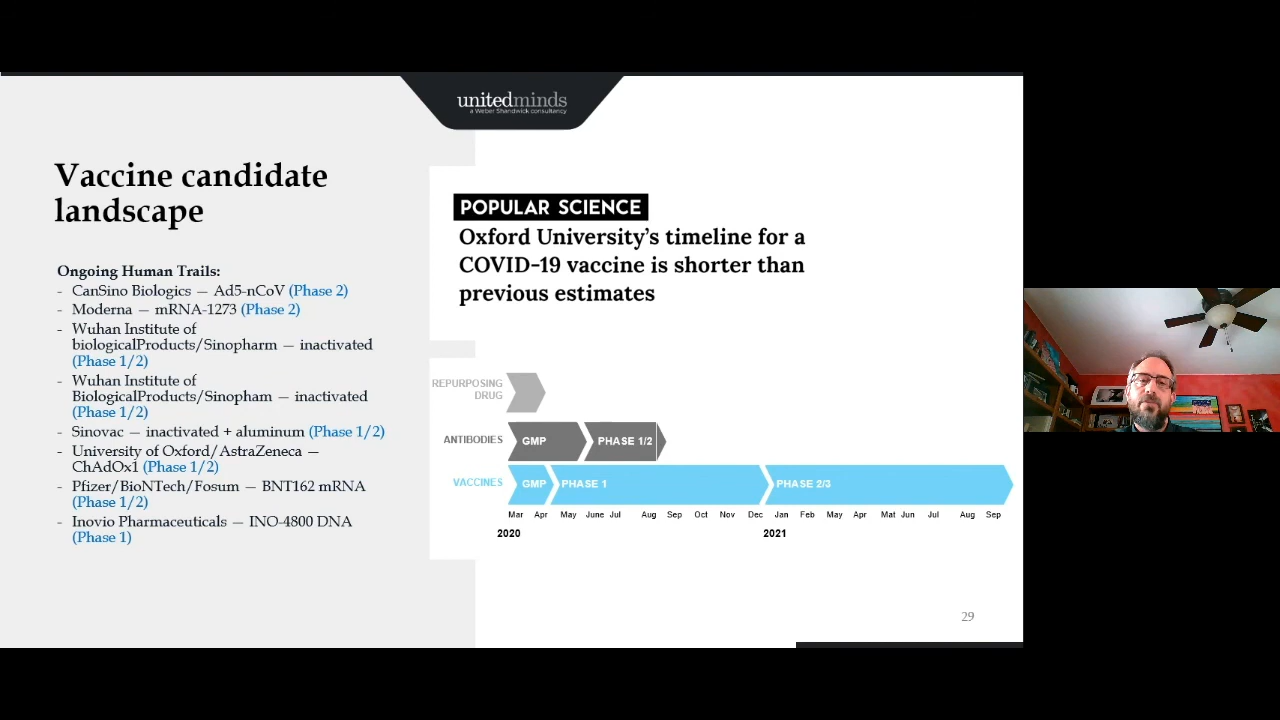 unitedminds
a Weber Shandwick consultancy
Vaccine candidate
landscape
Ongoing Human Trails:
- CanSino Biologics — Ad5-nCoV (Phase 2)
- Moderna — mRNA-1273 (Phase 2)
- Wuhan Institute of
biologicalProducts/Sinopharm — inactivated
(Phase 1/2)
- Wuhan Institute of
BiologicalProducts/Sinopham — inactivated
(Phase 1/2)
- Sinovac — inactivated + aluminum (Phase 1/2)
- University of Oxford/AstraZeneca —
ChAdOx1 (Phase 1/2)
- Pfizer/BioNTech/Fosum — BNT162 mRNA
(Phase 1/2)
- Inovio Pharmaceuticals — INO-4800 DNA
(Phase 1)
POPULAR SCIENCE
Oxford University's timeline for a
COVID-19 vaccine is shorter than
previous estimates
REPURPOSING
DRUG
ANTIBODIES GMP PHASE 1/2
VACCINES GMP PHASE 1 PHASE 2/3
Mar Apr May June Jul Aug Sep Oct Nov Dec Jan Feb May Apr Mat Jun Jul Aug Sep
2020 2021
29